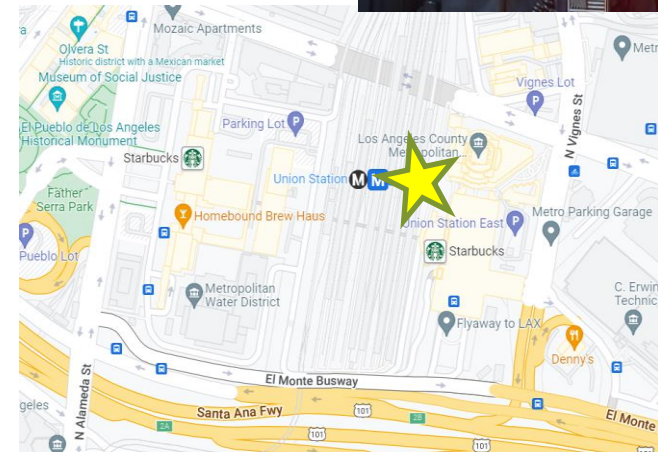 Mozaic Apartments
Olvera St
Historic district with a Mexican market
Museum of Social Justice
Metr
Vignes Lot
P
N Vignes St
El Pueblo de Los Angeles
Historical Monument
Parking Lot
P
Los Angeles County
Metropolitan...
Starbucks
Union Station
M
M
Father
Serra Park
Homebound Brew Haus
Union Station East
P
Metro Parking Garage
P
Pueblo Lot
Starbucks
Metropolitan
Water District
C. Erwin
Technic
Flyaway to LAX
Denny's
El Monte Busway
N Alameda St
Santa Ana Fwy
101
2A
2B
101
101
101
El Monte
geles